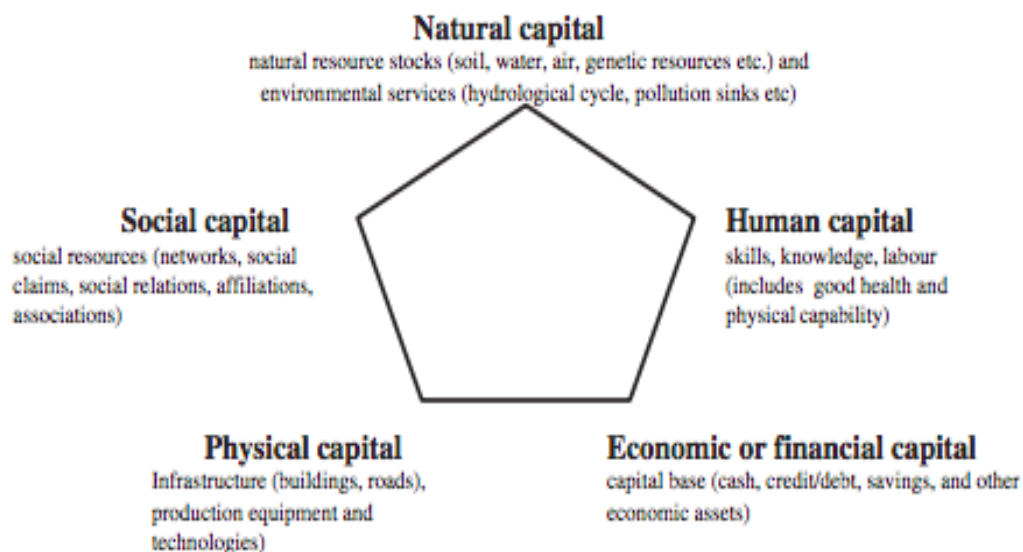 Natural capital
natural resource stocks (soil, water, air, genetic resources etc.) and
environmental services (hydrological cycle, pollution sinks etc)
Social capital
social resources (networks, social
claims, social relations, affiliations,
associations)
Human capital
skills, knowledge, labour
(includes good health and
physical capability)
Physical capital
Infrastructure (buildings, roads),
production equipment and
technologies)
Economic or financial capital
capital base (cash, credit/debt, savings, and other
economic assets)